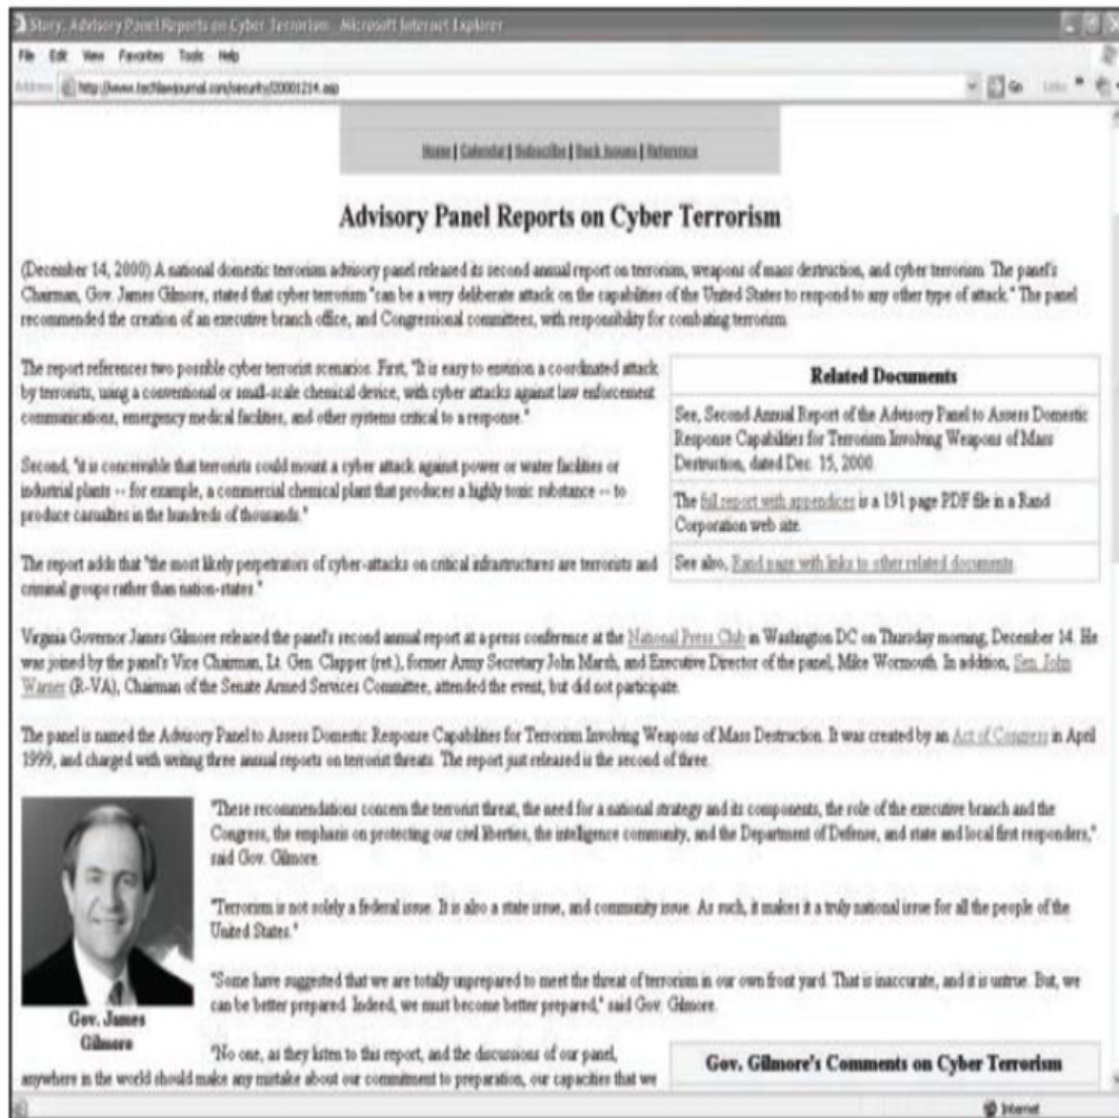 Story: Advisory Panel Reports on Cyber Terrorism - Microsoft Internet Explorer
File Edit View Favorites Tools Help
Address http://www.techlawjournal.com/security/20001214.asp Go Links
Home | Calendar | Subscribe | Back Issues | Reference
Advisory Panel Reports on Cyber Terrorism
(December 14, 2000) A national domestic terrorism advisory panel released its second annual report on terrorism, weapons of mass destruction, and cyber terrorism. The panel's
Chairman, Gov. James Gilmore, stated that cyber terrorism "can be a very deliberate attack on the capabilities of the United States to respond to any other type of attack." The panel
recommended the creation of an executive branch office, and Congressional committees, with responsibility for combating terrorism.
The report references two possible cyber terrorist scenarios. First, "It is easy to envision a coordinated attack
by terrorists, using a conventional or small-scale chemical device, with cyber attacks against law enforcement
communications, emergency medical facilities, and other systems critical to a response."
Second, "it is conceivable that terrorists could mount a cyber attack against power or water facilities or
industrial plants -- for example, a commercial chemical plant that produces a highly toxic substance -- to
produce casualties in the hundreds of thousands."
The report adds that "the most likely perpetrators of cyber-attacks on critical infrastructures are terrorists and
criminal groups rather than nation-states."
Related Documents
See, Second Annual Report of the Advisory Panel to Assess Domestic
Response Capabilities for Terrorism Involving Weapons of Mass
Destruction, dated Dec. 15, 2000.
The full report with appendices is a 191 page PDF file in a Rand
Corporation web site.
See also, Rand page with links to other related documents.
Virginia Governor James Gilmore released the panel's second annual report at a press conference at the National Press Club in Washington DC on Thursday morning, December 14. He
was joined by the panel's Vice Chairman, Lt. Gen. Clapper (ret.), former Army Secretary John Marsh, and Executive Director of the panel, Mike Wormouth. In addition, Sen. John
Warner (R-VA), Chairman of the Senate Armed Services Committee, attended the event, but did not participate.
The panel is named the Advisory Panel to Assess Domestic Response Capabilities for Terrorism Involving Weapons of Mass Destruction. It was created by an Act of Congress in April
1999, and charged with writing three annual reports on terrorist threats. The report just released is the second of three.
"These recommendations concern the terrorist threat, the need for a national strategy and its components, the role of the executive branch and the
Congress, the emphasis on protecting our civil liberties, the intelligence community, and the Department of Defense, and state and local first responders,"
said Gov. Gilmore.
"Terrorism is not solely a federal issue. It is also a state issue, and community issue. As such, it makes it a truly national issue for all the people of the
United States."
"Some have suggested that we are totally unprepared to meet the threat of terrorism in our own front yard. That is inaccurate, and it is untrue. But, we
can be better prepared. Indeed, we must become better prepared," said Gov. Gilmore.
Gov. James
Gilmore
"No one, as they listen to this report, and the discussions of our panel,
anywhere in the world should make any mistake about our commitment to preparation, our capacities that we
Gov. Gilmore's Comments on Cyber Terrorism
Internet